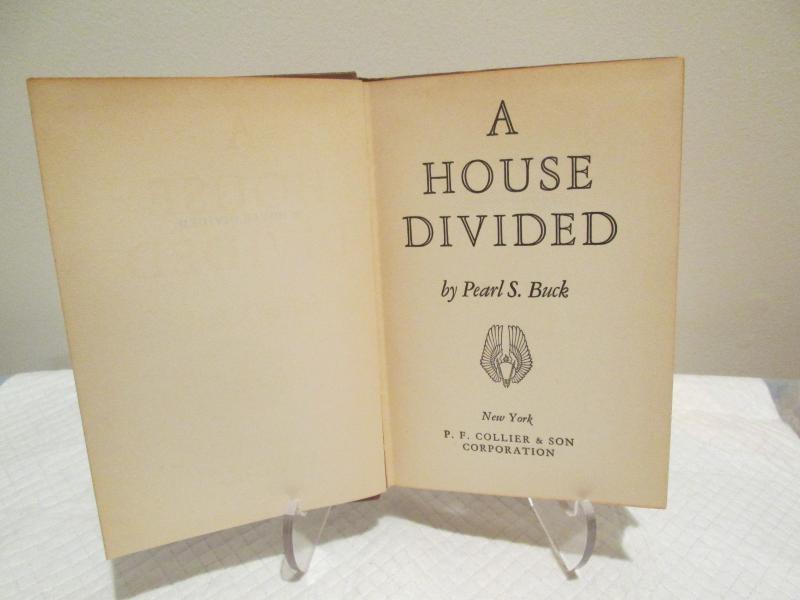 A
HOUSE
DIVIDED
by Pearl S. Buck
New York
P. F. COLLIER & SON
CORPORATION